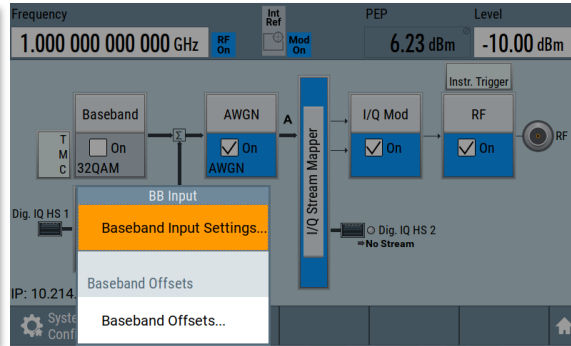 Frequency
Int
Ref
PEP
Level
1.000 000 000 000 GHz
RF
On
Mod
On
6.23 dBm
-10.00 dBm
Instr. Trigger
Baseband
AWGN
A
I/Q Mod
RF
T
M
C
On
32QAM
Σ
On
AWGN
I/Q Stream Mapper
On
On
RF
BB Input
Dig. IQ HS 1
Baseband Input Settings...
Dig. IQ HS 2
No Stream
Baseband Offsets
IP: 10.214.
Baseband Offsets...